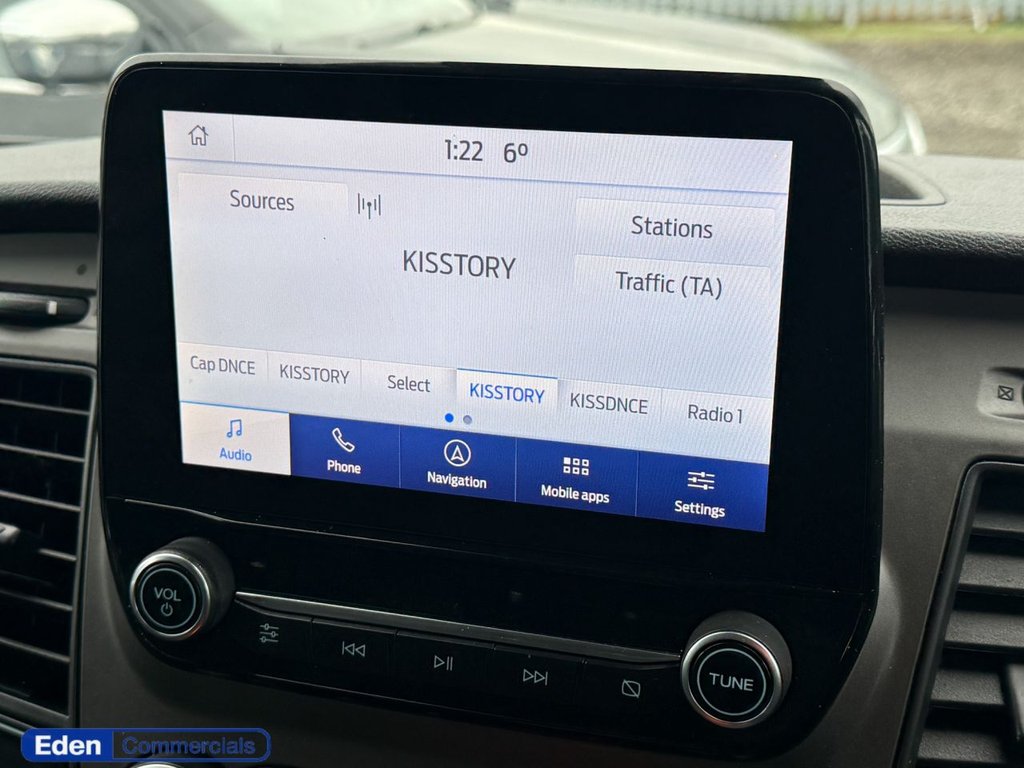 1:22 6º
Sources
Stations
KISSTORY
Traffic (TA)
Cap DNCE KISSTORY Select KISSTORY KISSDNCE Radio 1
Audio Phone Navigation Mobile apps Settings
VOL
TUNE
Eden Commercials